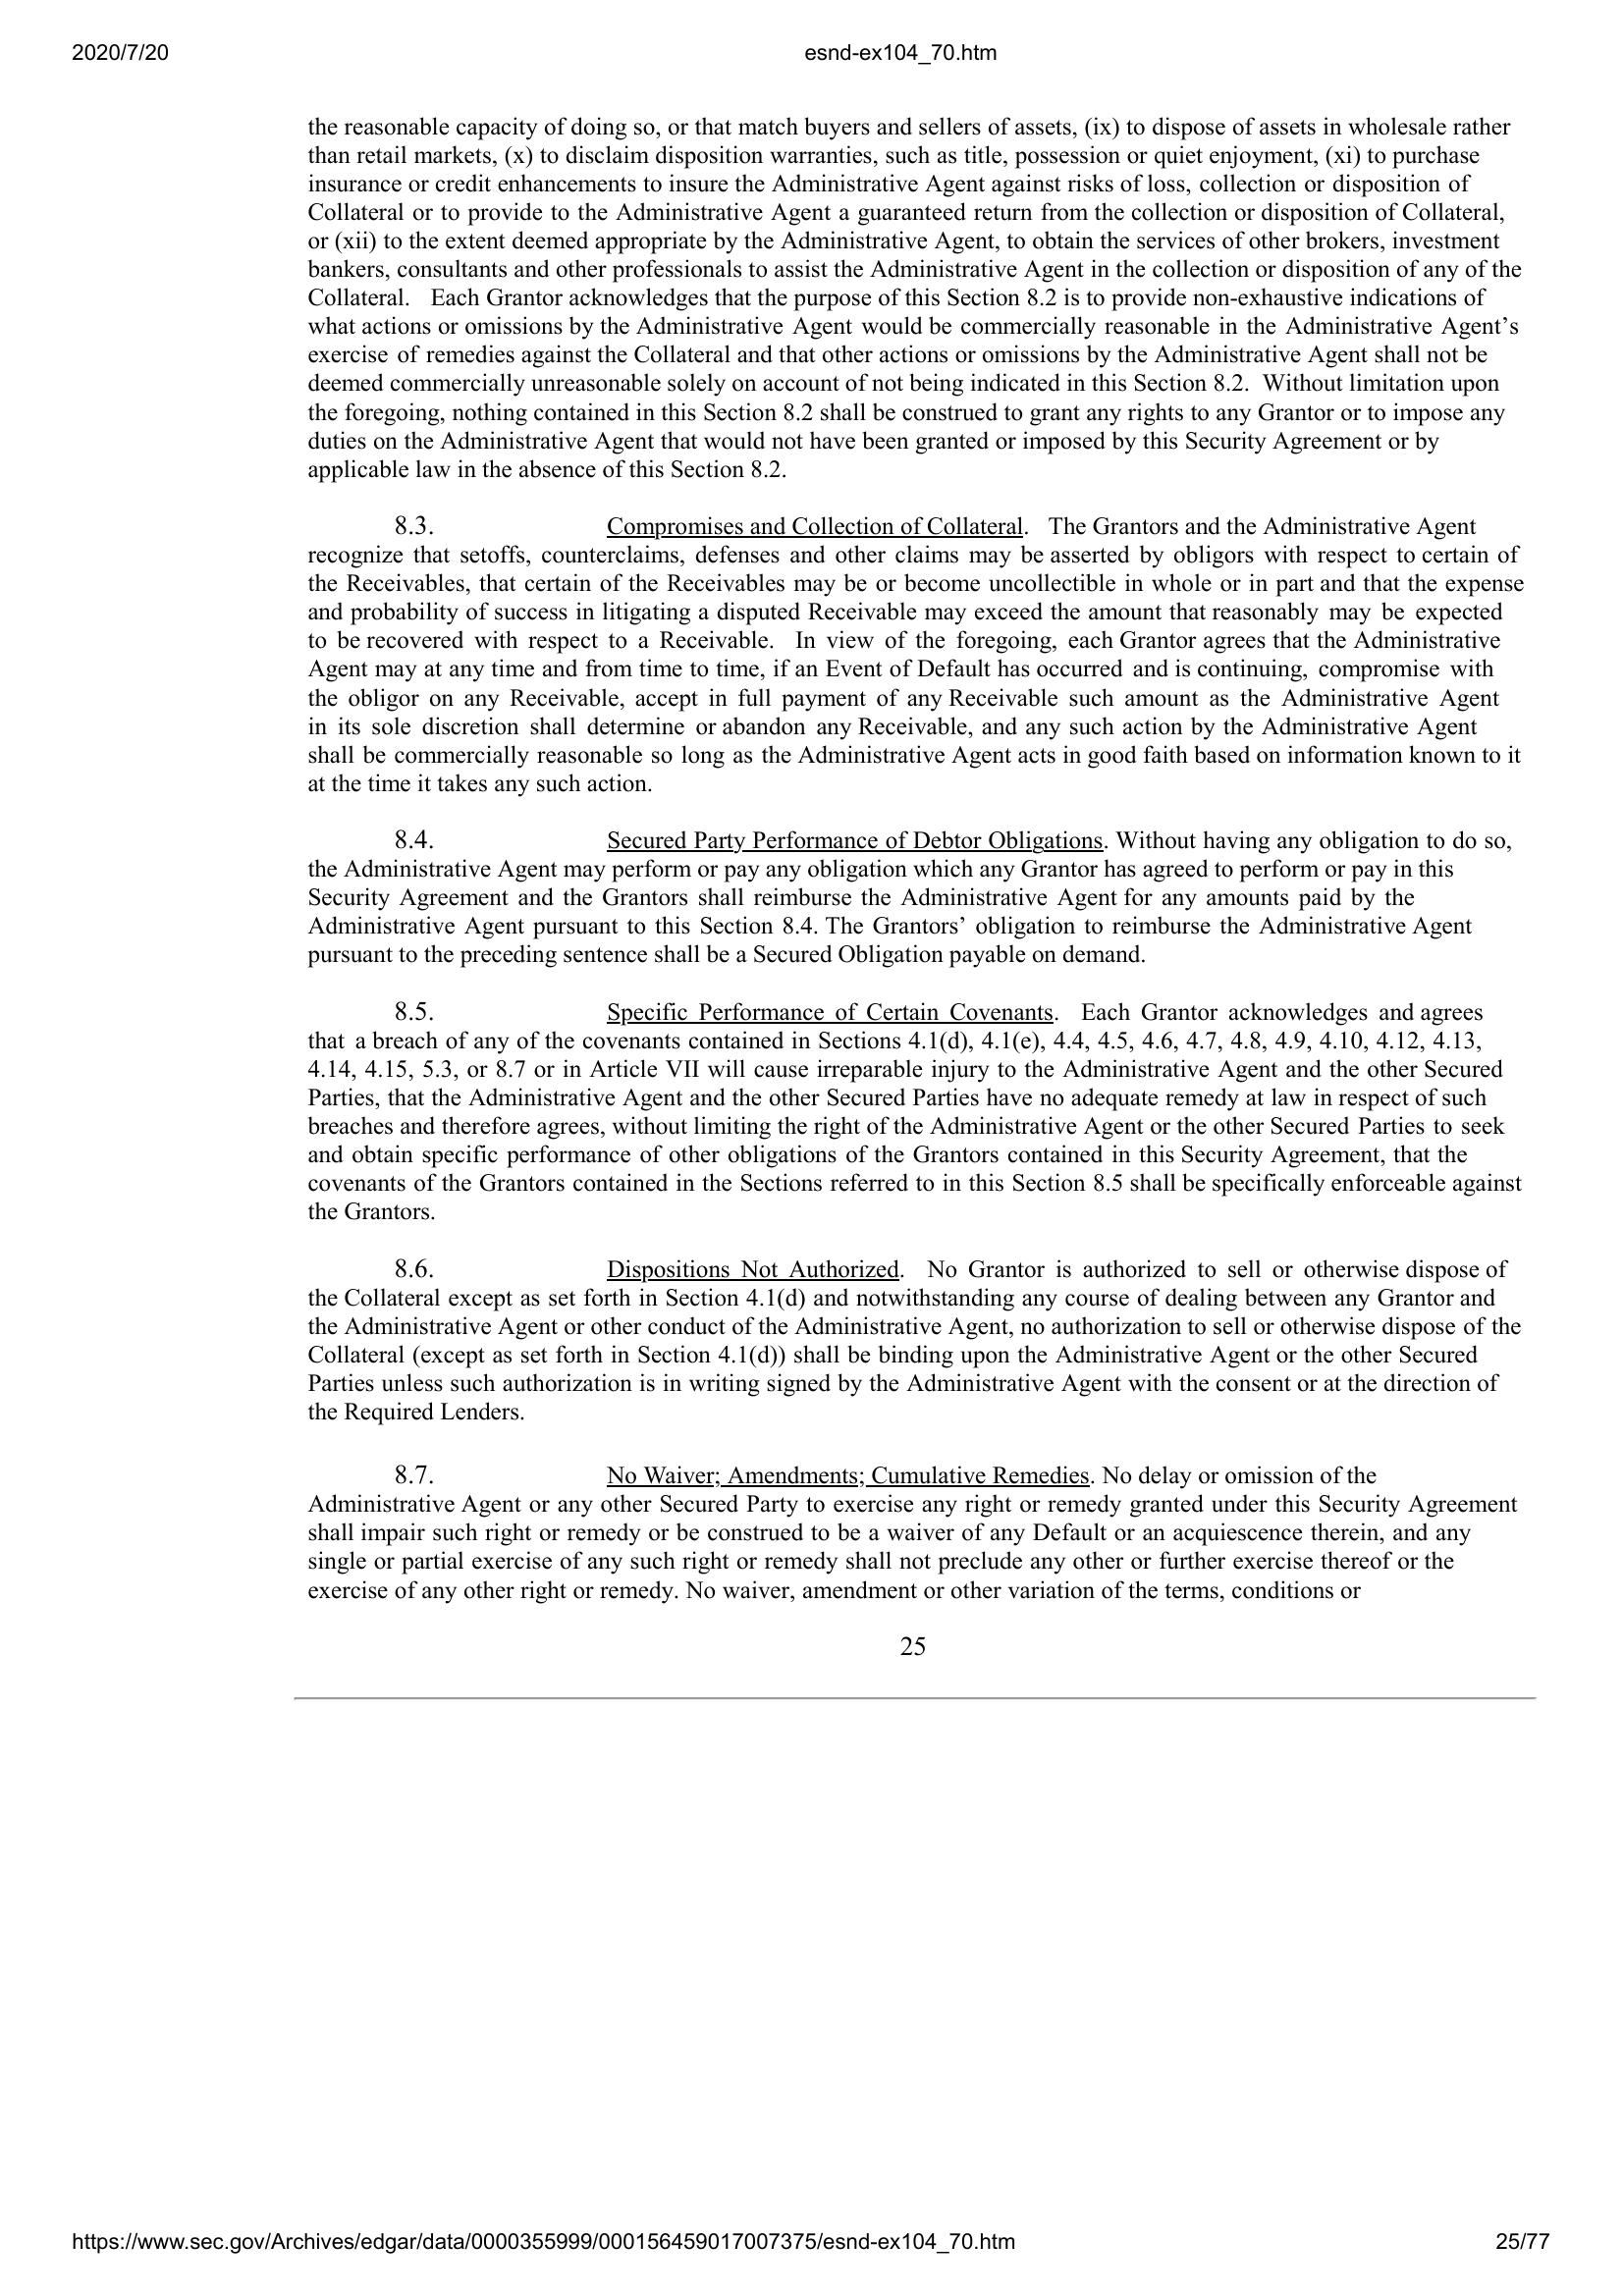 2020/7/20
esnd-ex104_70.htm
the reasonable capacity of doing so, or that match buyers and sellers of assets, (ix) to dispose of assets in wholesale rather
than retail markets, (x) to disclaim disposition warranties, such as title, possession or quiet enjoyment, (xi) to purchase
insurance or credit enhancements to insure the Administrative Agent against risks of loss, collection or disposition of
Collateral or to provide to the Administrative Agent a guaranteed return from the collection or disposition of Collateral,
or (xii) to the extent deemed appropriate by the Administrative Agent, to obtain the services of other brokers, investment
bankers, consultants and other professionals to assist the Administrative Agent in the collection or disposition of any of the
Collateral. Each Grantor acknowledges that the purpose of this Section 8.2 is to provide non-exhaustive indications of
what actions or omissions by the Administrative Agent would be commercially reasonable in the Administrative Agent’s
exercise of remedies against the Collateral and that other actions or omissions by the Administrative Agent shall not be
deemed commercially unreasonable solely on account of not being indicated in this Section 8.2. Without limitation upon
the foregoing, nothing contained in this Section 8.2 shall be construed to grant any rights to any Grantor or to impose any
duties on the Administrative Agent that would not have been granted or imposed by this Security Agreement or by
applicable law in the absence of this Section 8.2.
8.3. Compromises and Collection of Collateral. The Grantors and the Administrative Agent
recognize that setoffs, counterclaims, defenses and other claims may be asserted by obligors with respect to certain of
the Receivables, that certain of the Receivables may be or become uncollectible in whole or in part and that the expense
and probability of success in litigating a disputed Receivable may exceed the amount that reasonably may be expected
to be recovered with respect to a Receivable. In view of the foregoing, each Grantor agrees that the Administrative
Agent may at any time and from time to time, if an Event of Default has occurred and is continuing, compromise with
the obligor on any Receivable, accept in full payment of any Receivable such amount as the Administrative Agent
in its sole discretion shall determine or abandon any Receivable, and any such action by the Administrative Agent
shall be commercially reasonable so long as the Administrative Agent acts in good faith based on information known to it
at the time it takes any such action.
8.4. Secured Party Performance of Debtor Obligations. Without having any obligation to do so,
the Administrative Agent may perform or pay any obligation which any Grantor has agreed to perform or pay in this
Security Agreement and the Grantors shall reimburse the Administrative Agent for any amounts paid by the
Administrative Agent pursuant to this Section 8.4. The Grantors’ obligation to reimburse the Administrative Agent
pursuant to the preceding sentence shall be a Secured Obligation payable on demand.
8.5. Specific Performance of Certain Covenants. Each Grantor acknowledges and agrees
that a breach of any of the covenants contained in Sections 4.1(d), 4.1(e), 4.4, 4.5, 4.6, 4.7, 4.8, 4.9, 4.10, 4.12, 4.13,
4.14, 4.15, 5.3, or 8.7 or in Article VII will cause irreparable injury to the Administrative Agent and the other Secured
Parties, that the Administrative Agent and the other Secured Parties have no adequate remedy at law in respect of such
breaches and therefore agrees, without limiting the right of the Administrative Agent or the other Secured Parties to seek
and obtain specific performance of other obligations of the Grantors contained in this Security Agreement, that the
covenants of the Grantors contained in the Sections referred to in this Section 8.5 shall be specifically enforceable against
the Grantors.
8.6. Dispositions Not Authorized. No Grantor is authorized to sell or otherwise dispose of
the Collateral except as set forth in Section 4.1(d) and notwithstanding any course of dealing between any Grantor and
the Administrative Agent or other conduct of the Administrative Agent, no authorization to sell or otherwise dispose of the
Collateral (except as set forth in Section 4.1(d)) shall be binding upon the Administrative Agent or the other Secured
Parties unless such authorization is in writing signed by the Administrative Agent with the consent or at the direction of
the Required Lenders.
8.7. No Waiver; Amendments; Cumulative Remedies. No delay or omission of the
Administrative Agent or any other Secured Party to exercise any right or remedy granted under this Security Agreement
shall impair such right or remedy or be construed to be a waiver of any Default or an acquiescence therein, and any
single or partial exercise of any such right or remedy shall not preclude any other or further exercise thereof or the
exercise of any other right or remedy. No waiver, amendment or other variation of the terms, conditions or
25
https://www.sec.gov/Archives/edgar/data/0000355999/000156459017007375/esnd-ex104_70.htm
25/77